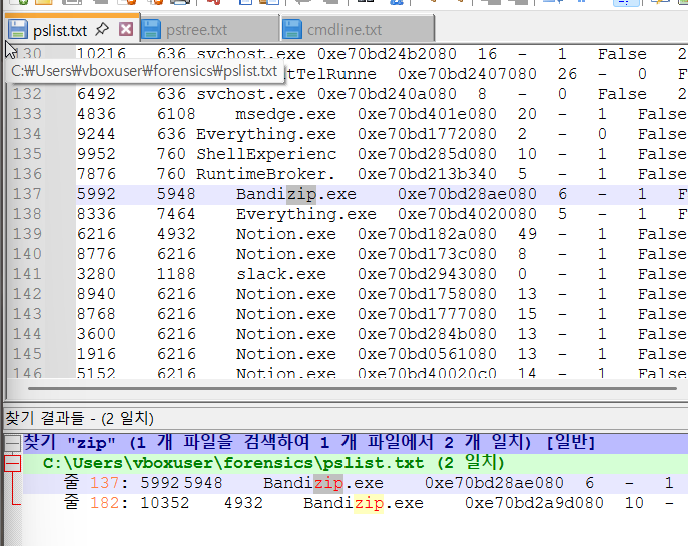 pslist.txt pstree.txt cmdline.txt
130 10216 636 svchost.exe 0xe70bd24b2080 16 - 1 False 2
C:₩Users₩vboxuser₩forensics₩pslist.txt
tTelRunne 0xe70bd2407080 26 - 0 F
132 6492 636 svchost.exe 0xe70bd240a080 8 - 0 False 2
133 4836 6108 msedge.exe 0xe70bd401e080 20 - 1 False
134 9244 636 Everything.exe 0xe70bd1772080 2 - 0 False
135 9952 760 ShellExperienc 0xe70bd285d080 10 - 1 False
136 7876 760 RuntimeBroker. 0xe70bd213b340 5 - 1 False
137 5992 5948 Bandizip.exe 0xe70bd28ae080 6 - 1 F
138 8336 7464 Everything.exe 0xe70bd4020080 5 - 1 False
139 6216 4932 Notion.exe 0xe70bd182a080 49 - 1 False
140 8776 6216 Notion.exe 0xe70bd173c080 8 - 1 False
141 3280 1188 slack.exe 0xe70bd2943080 0 - 1 False
142 8940 6216 Notion.exe 0xe70bd1758080 13 - 1 False
143 8768 6216 Notion.exe 0xe70bd1777080 15 - 1 False
144 3600 6216 Notion.exe 0xe70bd284b080 13 - 1 False
145 1916 6216 Notion.exe 0xe70bd0561080 13 - 1 False
146 5152 6216 Notion.exe 0xe70bd40020c0 14 - 1 False
찾기 결과들 - (2 일치)
찾기 "zip" (1 개 파일을 검색하여 1 개 파일에서 2 개 일치) [일반]
C:\Users\vboxuser\forensics\pslist.txt (2 일치)
줄 137: 5992 5948 Bandizip.exe 0xe70bd28ae080 6 - 1
줄 182: 10352 4932 Bandizip.exe 0xe70bd2a9d080 10 -